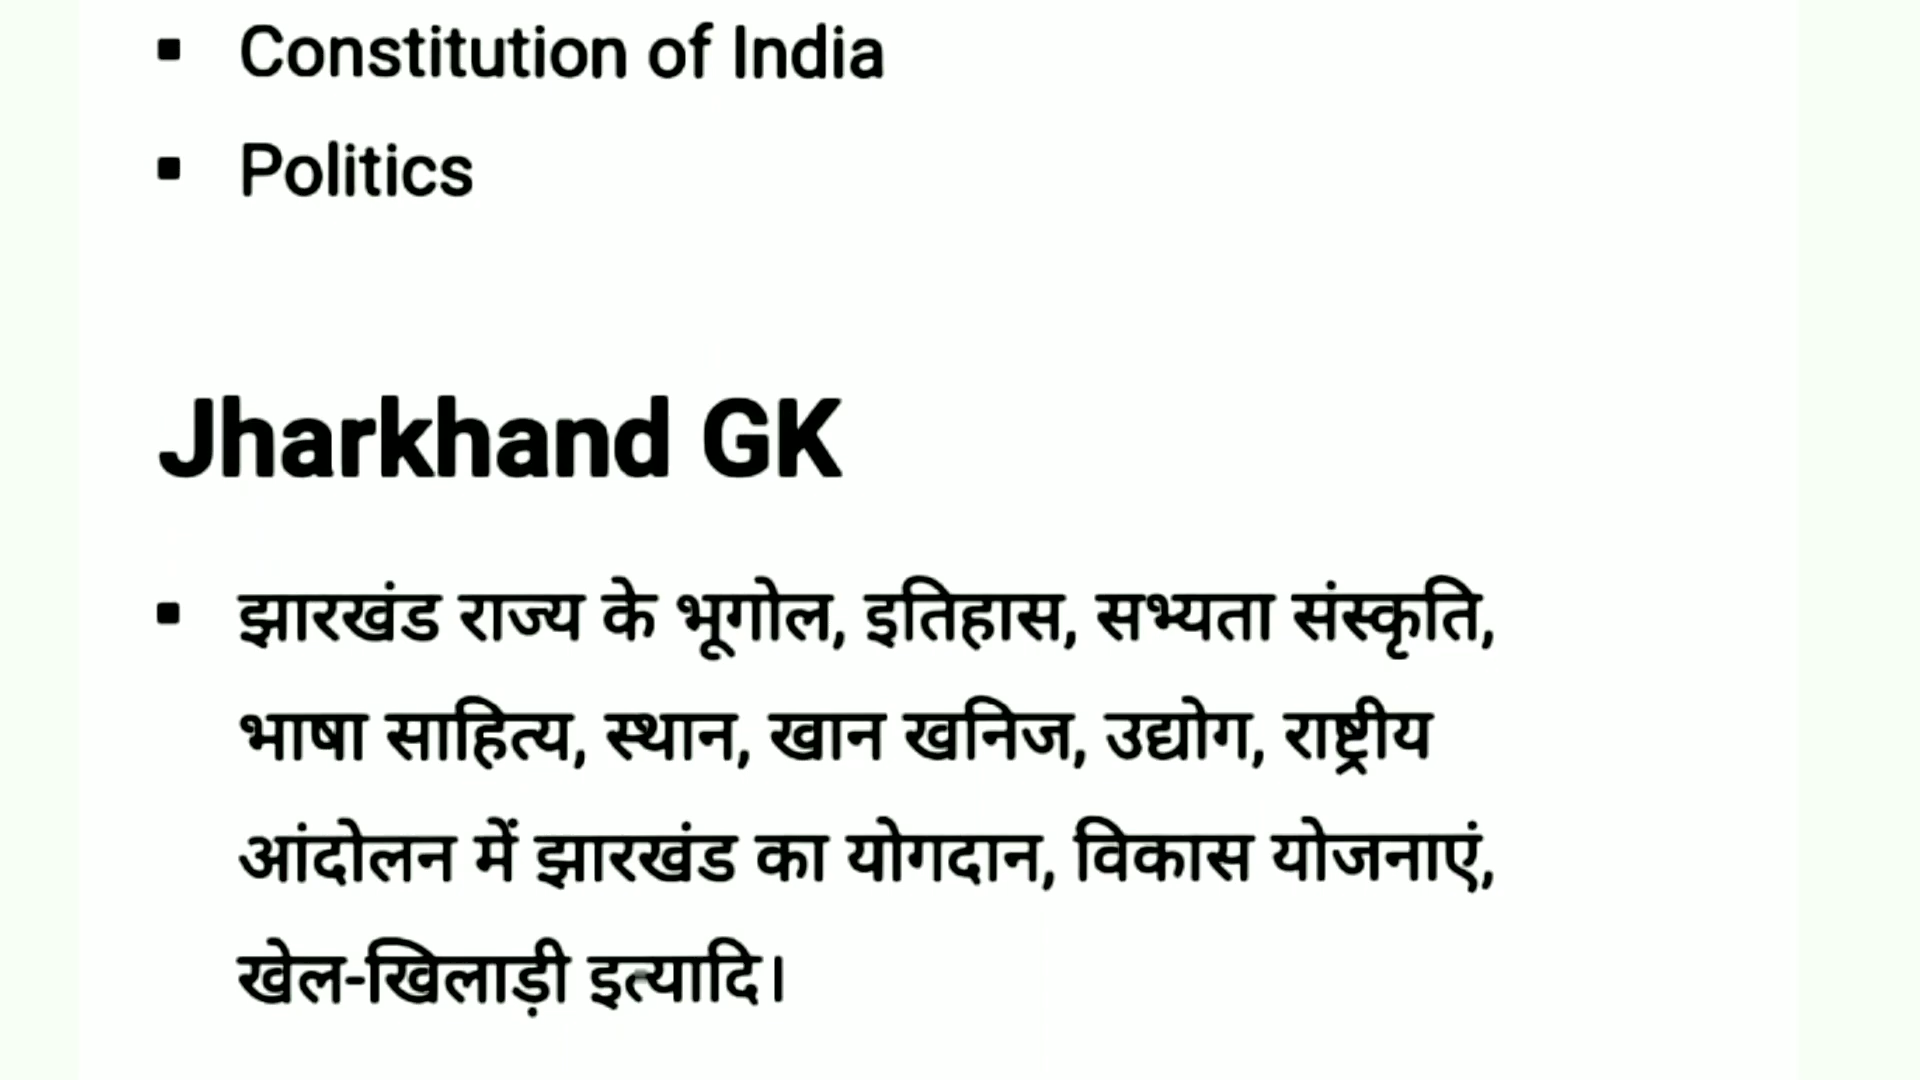 ▪ Constitution of India
▪ Politics
Jharkhand GK
▪ झारखंड राज्य के भूगोल, इतिहास, सभ्यता संस्कृति,
भाषा साहित्य, स्थान, खान खनिज, उद्योग, राष्ट्रीय
आंदोलन में झारखंड का योगदान, विकास योजनाएं,
खेल-खिलाड़ी इत्यादि।